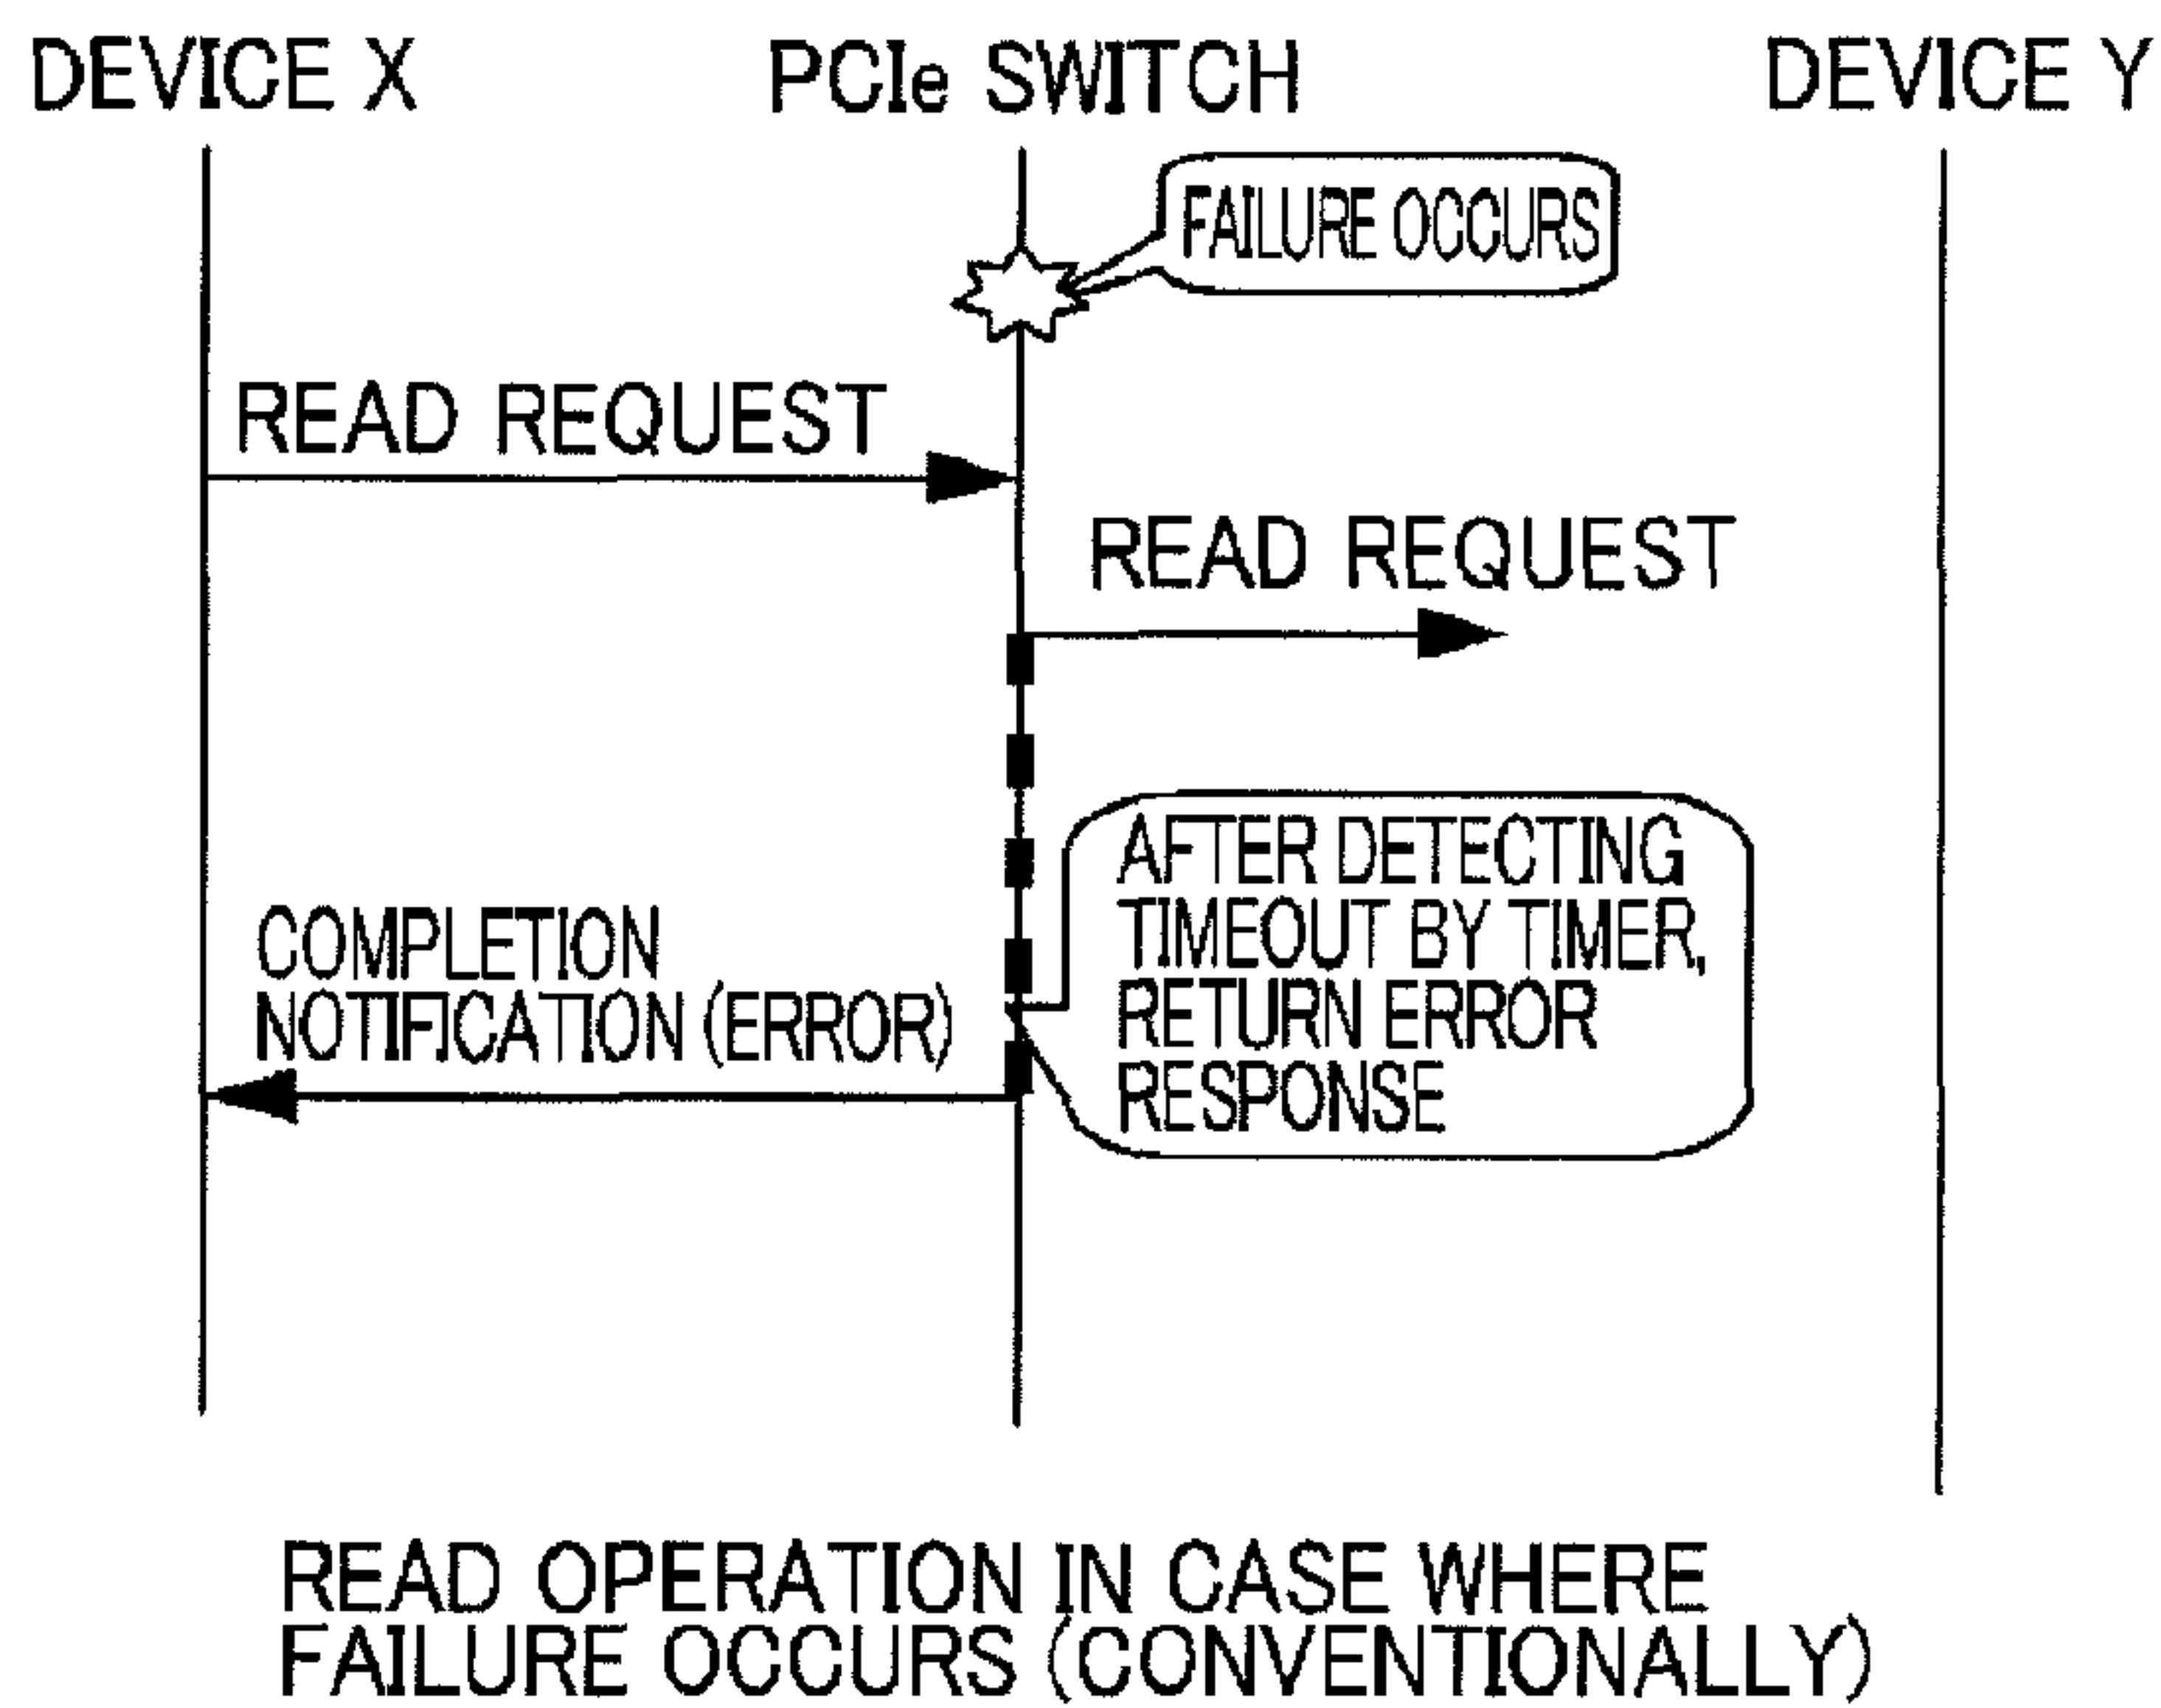 DEVICE X
PCIe SWITCH
DEVICE Y
FAILURE OCCURS
READ REQUEST
READ REQUEST
AFTER DETECTING
TIMEOUT BY TIMER,
RETURN ERROR
RESPONSE
COMPLETION
NOTIFICATION (ERROR)
READ OPERATION IN CASE WHERE
FAILURE OCCURS (CONVENTIONALLY)